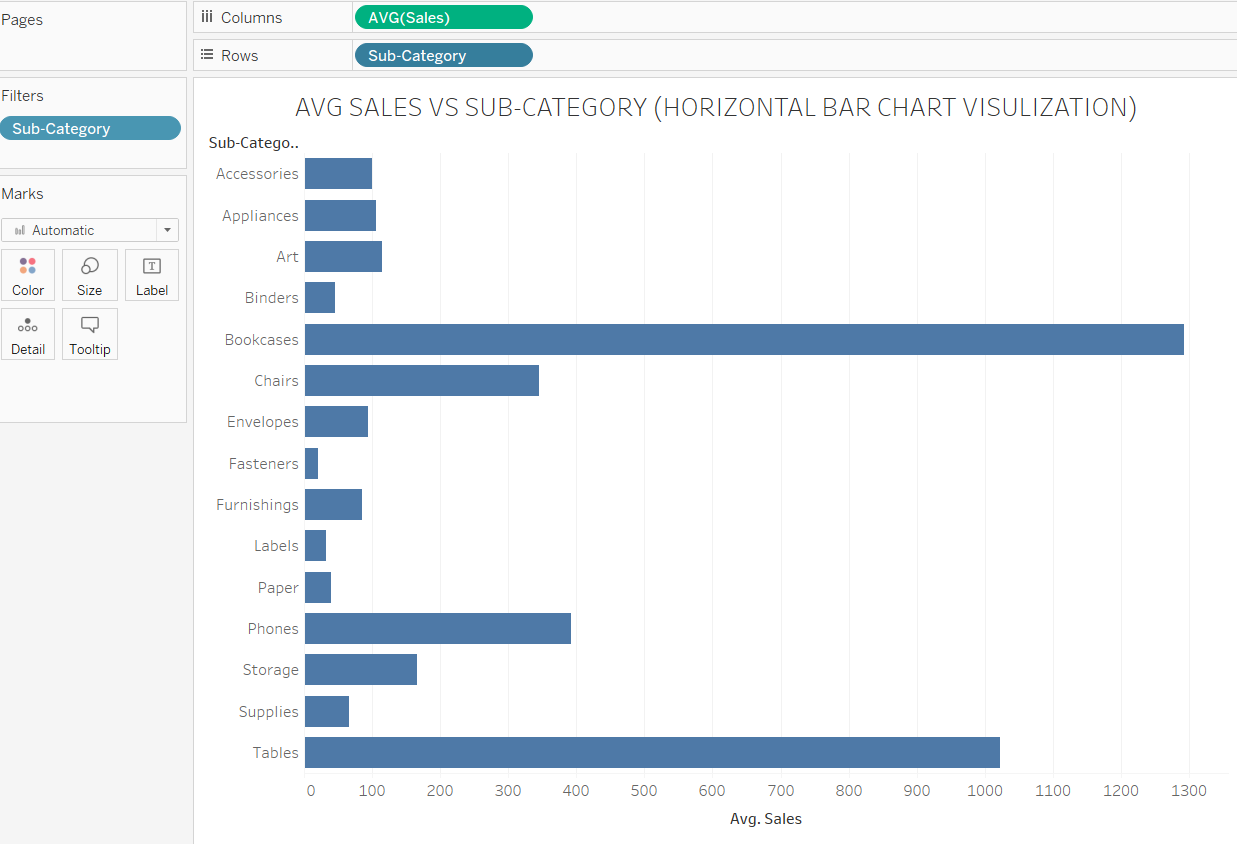 Pages
Columns
AVG(Sales)
Rows
Sub-Category
Filters
Sub-Category
Marks
Automatic
Color
Size
Label
Detail
Tooltip
AVG SALES VS SUB-CATEGORY (HORIZONTAL BAR CHART VISULIZATION)
Sub-Catego..
Accessories
Appliances
Art
Binders
Bookcases
Chairs
Envelopes
Fasteners
Furnishings
Labels
Paper
Phones
Storage
Supplies
Tables
0 100 200 300 400 500 600 700 800 900 1000 1100 1200 1300
Avg. Sales